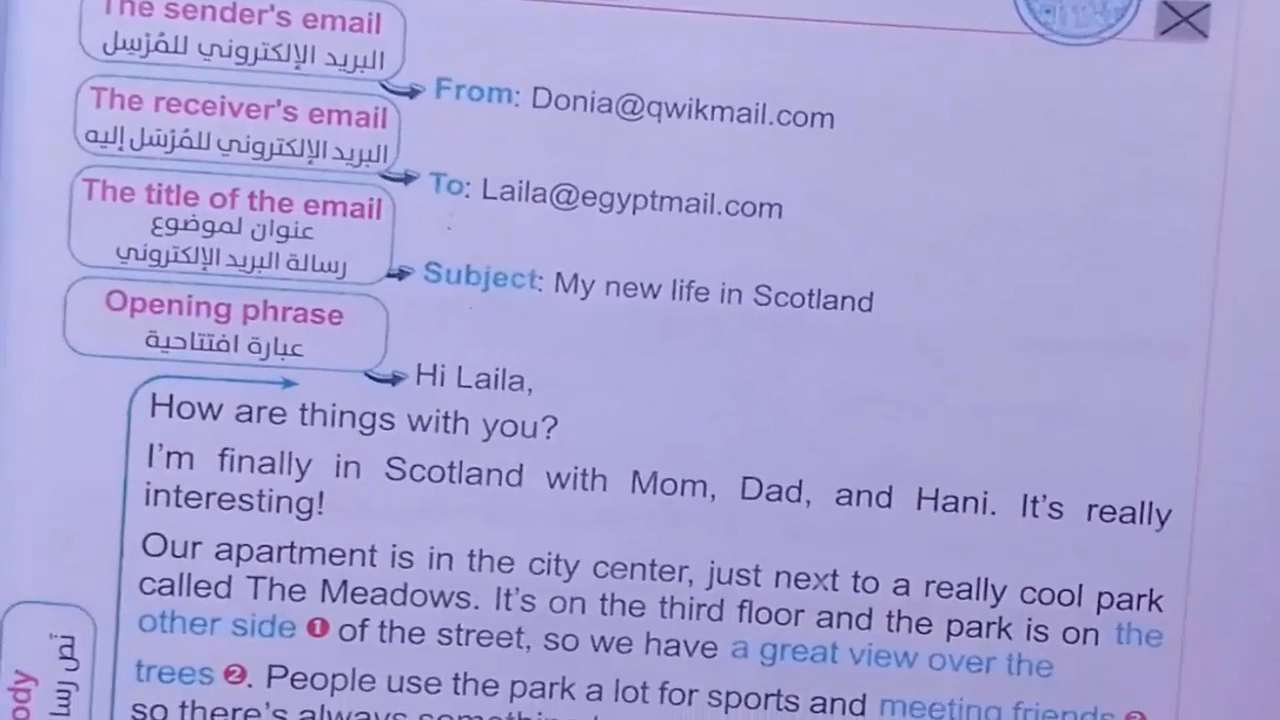 The sender's email
البريد الإلكتروني للمُرْسِل
From: Donia@qwikmail.com
The receiver's email
البريد الإلكتروني للمُرْسَل إليه
To: Laila@egyptmail.com
The title of the email
عنوان لموضوع
رسالة البريد الإلكتروني
Subject: My new life in Scotland
Opening phrase
عبارة افتتاحية
Hi Laila,
How are things with you?
I'm finally in Scotland with Mom, Dad, and Hani. It's really
interesting!
Our apartment is in the city center, just next to a really cool park
called The Meadows. It's on the third floor and the park is on the
other side ❶ of the street, so we have a great view over the
trees ❷. People use the park a lot for sports and meeting friends
so there's always